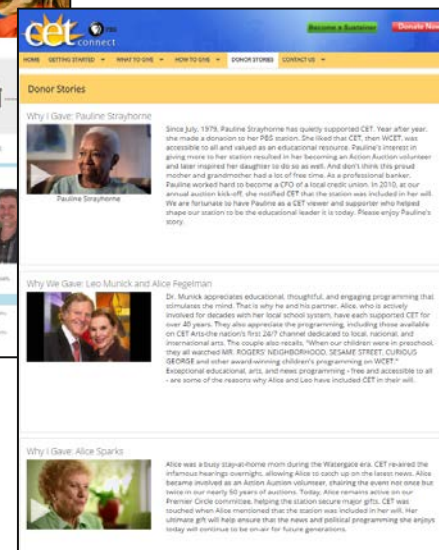 CET
connect
PBS
Become a Sustainer
Donate Now
HOME GETTING STARTED WHAT TO GIVE HOW TO GIVE DONOR STORIES CONTACT US
Donor Stories
Why I Gave: Pauline Strayhorne
Since July, 1979, Pauline Strayhorne has quietly supported CET. Year after year,
she made a donation to her PBS station. She liked that CET, then WCET, was
accessible to all and valued as an educational resource. Pauline's interest in
giving more to her station resulted in her becoming an Action Auction volunteer
and later inspired her daughter to do so as well. And don't think this proud
mother and grandmother had a lot of free time. As a professional banker,
Pauline worked hard to become a CFO of a local credit union. In 2010, at our
annual auction kick-off, she notified CET that the station was included in her will.
We are fortunate to have Pauline as a CET viewer and supporter who helped
shape our station to be the educational leader it is today. Please enjoy Pauline's
story.
Pauline Strayhorne
Why We Gave: Leo Munick and Alice Fegelman
Dr. Munick appreciates educational, thoughtful, and engaging programming that
stimulates the mind. That is why he and his partner, Alice, who is actively
involved for decades with her local school system, have each supported CET for
over 40 years. They also appreciate the programming, including those available
on CET Arts-the nation's first 24/7 channel dedicated to local, national, and
international arts. The couple also recalls, "When our children were in preschool,
they all watched MR. ROGERS' NEIGHBORHOOD, SESAME STREET, CURIOUS
GEORGE and other award-winning children's programming on WCET."
Exceptional educational, arts, and news programming - free and accessible to all
- are some of the reasons why Alice and Leo have included CET in their will.
Why I Gave: Alice Sparks
Alice was a busy stay-at-home mom during the Watergate era. CET re-aired the
infamous hearings overnight, allowing Alice to catch up on the latest news. Alice
became involved as an Action Auction volunteer, chairing the event not once but
twice in our nearly 50 years of auctions. Today, Alice remains active on our
Premier Circle committee, helping the station secure major gifts. CET was
touched when Alice mentioned that the station was included in her will. Her
ultimate gift will help ensure that the news and political programming she enjoys
today will continue to be on-air for future generations.